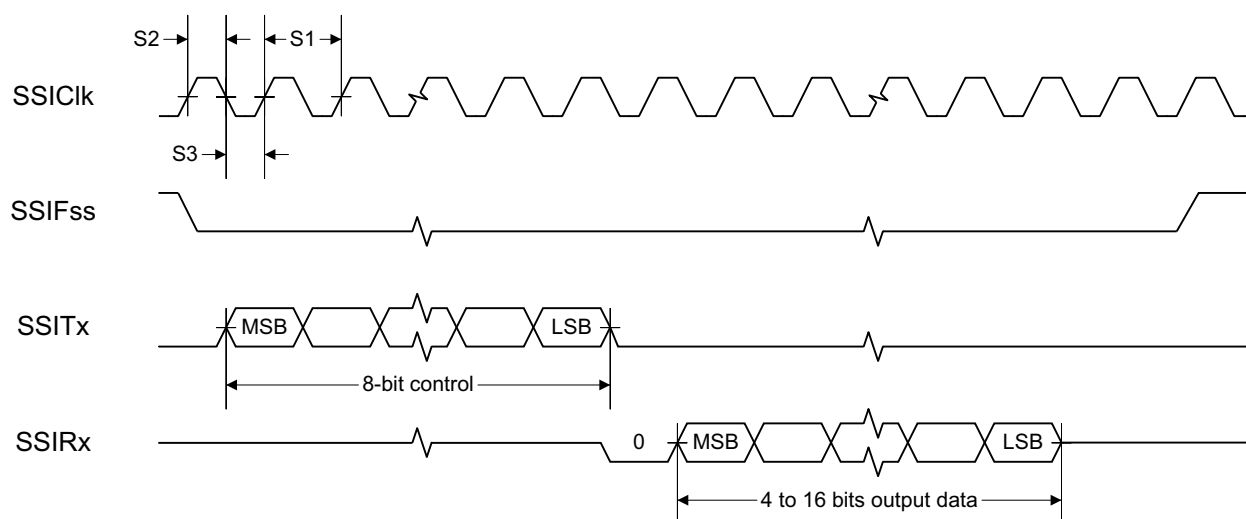 S2
S1
SSIClk
S3
SSIFss
SSITx
MSB
LSB
8-bit control
SSIRx
0
MSB
LSB
4 to 16 bits output data